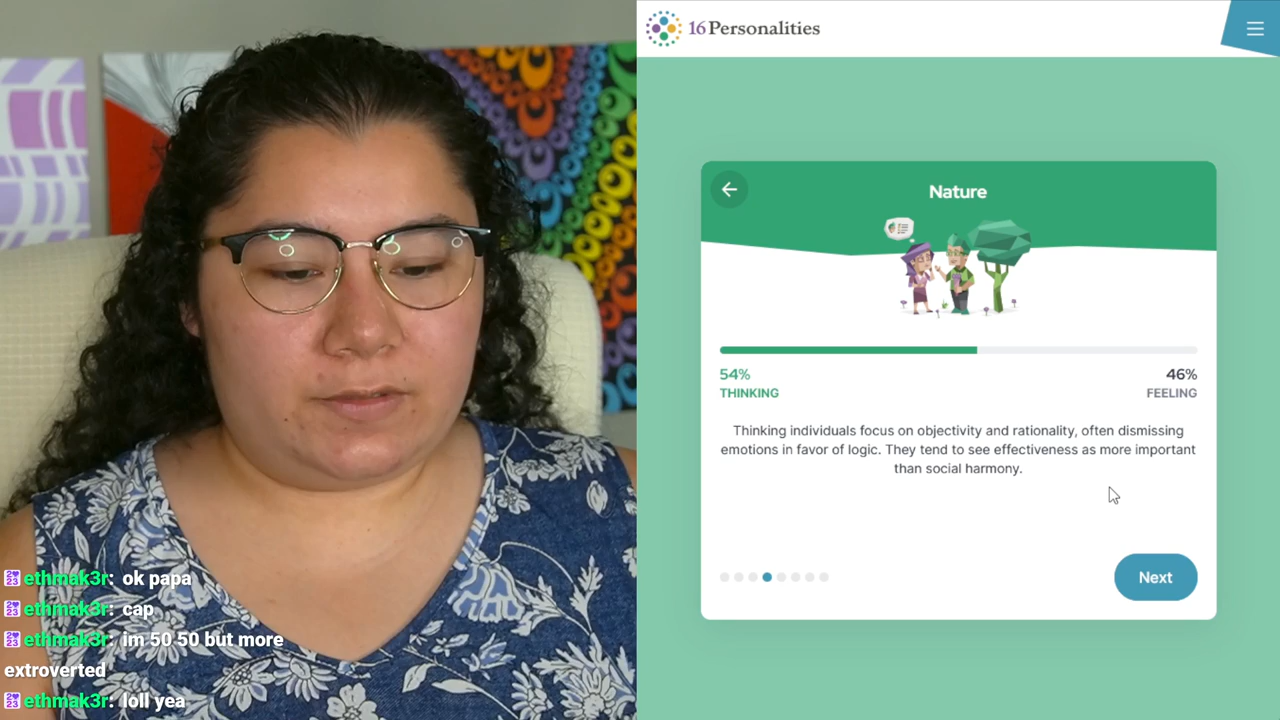 16Personalities
Nature
54%
THINKING
46%
FEELING
Thinking individuals focus on objectivity and rationality, often dismissing
emotions in favor of logic. They tend to see effectiveness as more important
than social harmony.
Next
ethmak3r: ok papa
ethmak3r: cap
ethmak3r: im 50 50 but more
extroverted
ethmak3r: loll yea